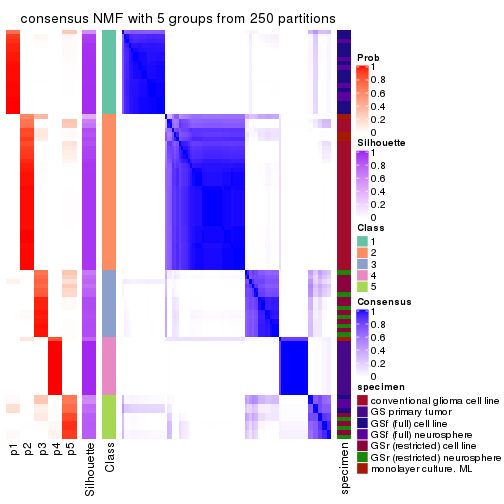 consensus NMF with 5 groups from 250 partitions
Prob
1
0.8
0.6
0.4
0.2
0
Silhouette
1
0.8
0.6
0.4
0.2
0
Class
1
2
3
4
5
Consensus
1
0.8
0.6
0.4
0.2
0
specimen
conventional glioma cell line
GS primary tumor
GSf (full) cell line
GSf (full) neurosphere
GSr (restricted) cell line
GSr (restricted) neurosphere
monolayer culture. ML
p1
p2
p3
p4
p5
Silhouette
Class
specimen